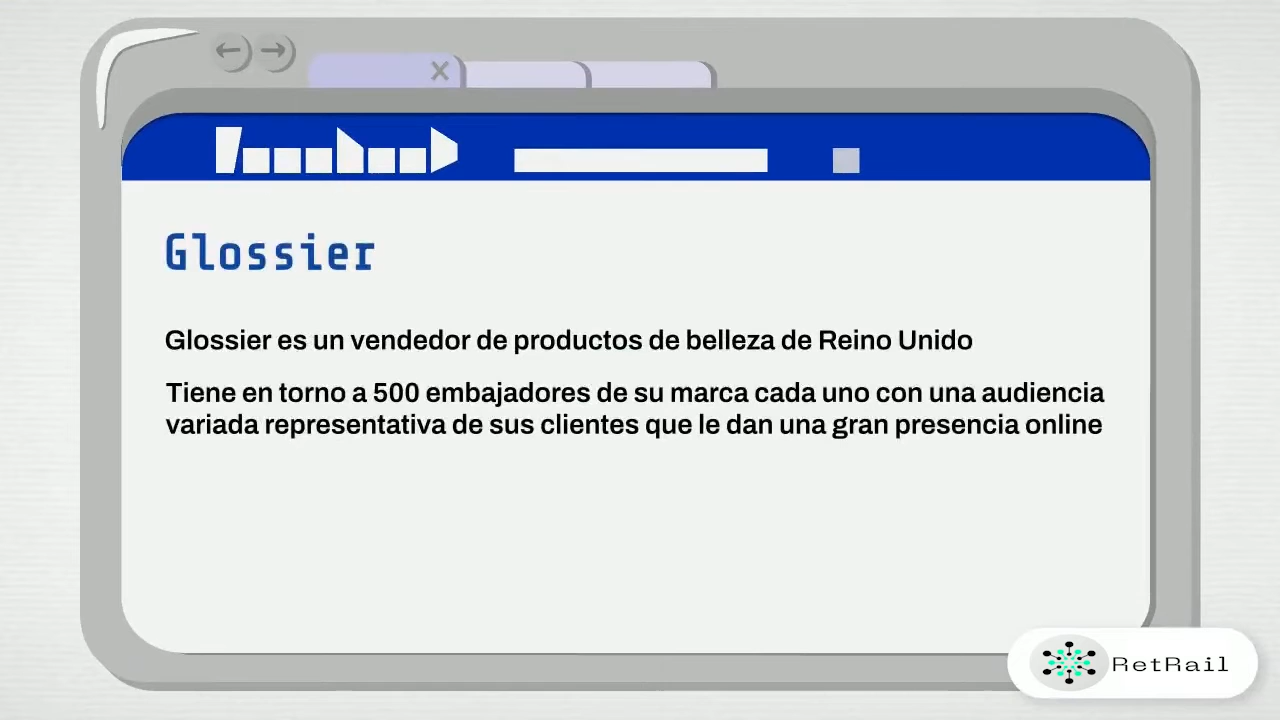 Glossier
Glossier es un vendedor de productos de belleza de Reino Unido
Tiene en torno a 500 embajadores de su marca cada uno con una audiencia
variada representativa de sus clientes que le dan una gran presencia online
RetRail